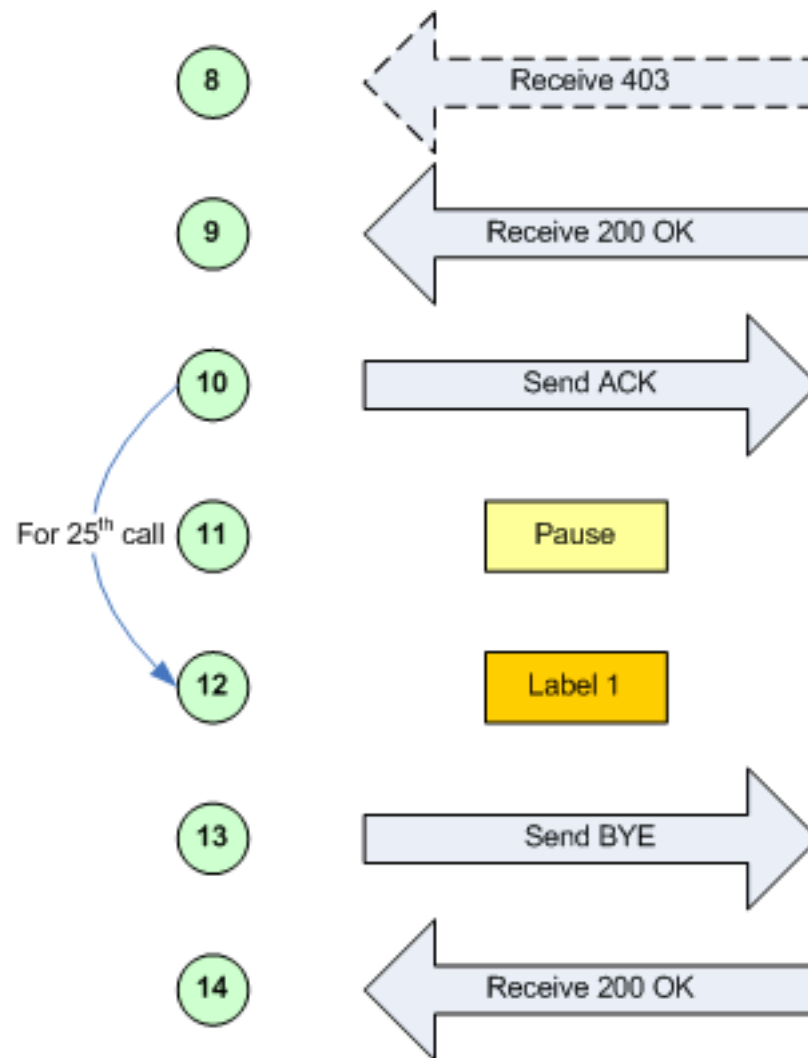 8 Receive 403
9 Receive 200 OK
10 Send ACK
For 25th call 11 Pause
12 Label 1
13 Send BYE
14 Receive 200 OK